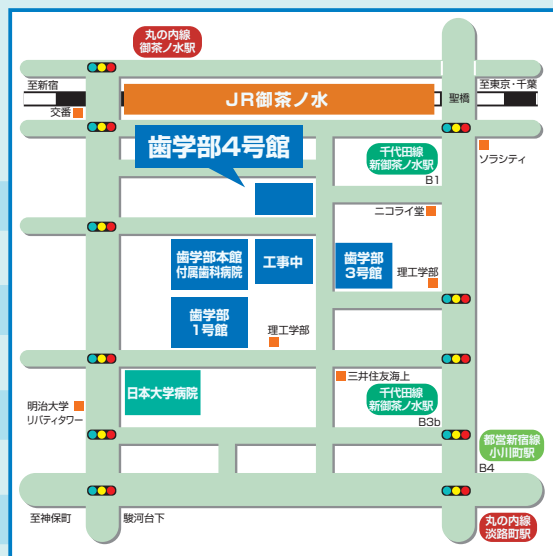 丸の内線
御茶ノ水駅
至新宿
JR御茶ノ水
聖橋
至東京・千葉
交番
歯学部4号館
千代田線
新御茶ノ水駅
B1
ソラシティ
ニコライ堂
歯学部本館
付属歯科病院
工事中
歯学部
3号館
理工学部
歯学部
1号館
理工学部
三井住友海上
日本大学病院
千代田線
新御茶ノ水駅
B3b
明治大学
リバティタワー
都営新宿線
小川町駅
B4
至神保町
駿河台下
丸の内線
淡路町駅